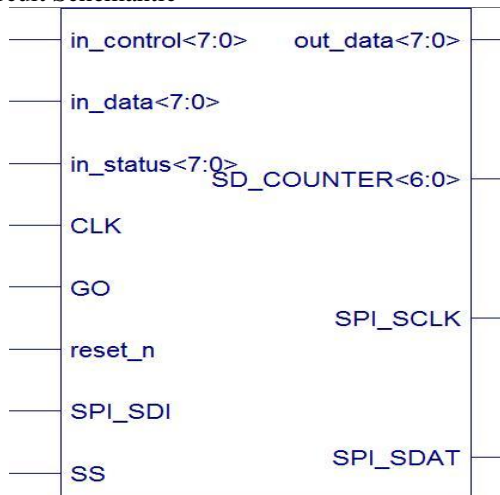 in_control<7:0> out_data<7:0>
in_data<7:0>
in_status<7:0>
SD_COUNTER<6:0>
CLK
GO
SPI_SCLK
reset_n
SPI_SDI
SPI_SDAT
SS